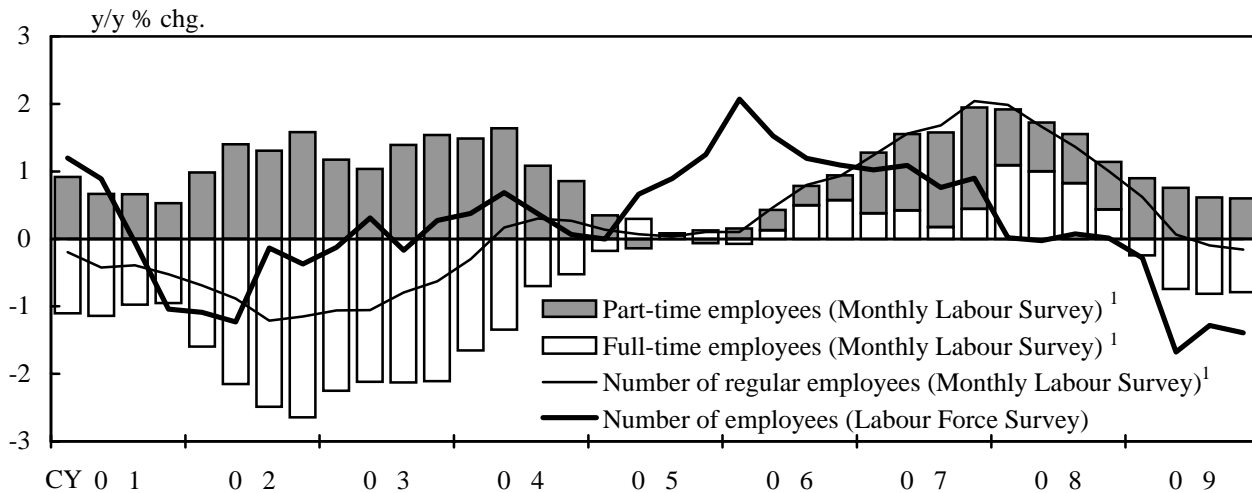 y/y % chg.
3
2
1
0
-1
-2
-3
Part-time employees (Monthly Labour Survey) 1
Full-time employees (Monthly Labour Survey) 1
Number of regular employees (Monthly Labour Survey)1
Number of employees (Labour Force Survey)
CY 0 1 0 2 0 3 0 4 0 5 0 6 0 7 0 8 0 9